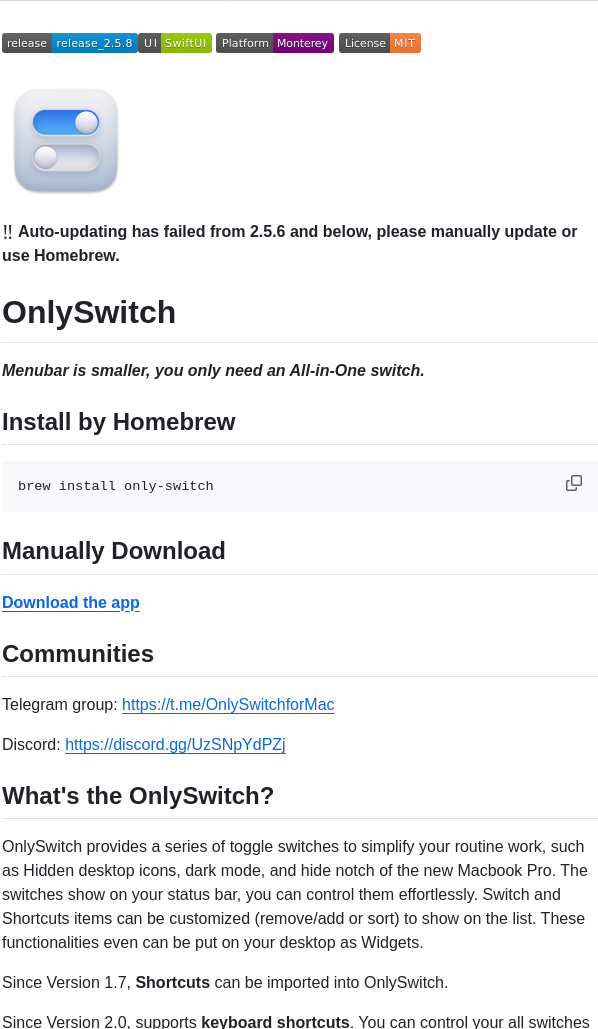 release release_2.5.8 UI SwiftUI Platform Monterey License MIT
‼ Auto-updating has failed from 2.5.6 and below, please manually update or
use Homebrew.
OnlySwitch
Menubar is smaller, you only need an All-in-One switch.
Install by Homebrew
brew install only-switch
Manually Download
Download the app
Communities
Telegram group: https://t.me/OnlySwitchforMac
Discord: https://discord.gg/UzSNpYdPZj
What's the OnlySwitch?
OnlySwitch provides a series of toggle switches to simplify your routine work, such
as Hidden desktop icons, dark mode, and hide notch of the new Macbook Pro. The
switches show on your status bar, you can control them effortlessly. Switch and
Shortcuts items can be customized (remove/add or sort) to show on the list. These
functionalities even can be put on your desktop as Widgets.
Since Version 1.7, Shortcuts can be imported into OnlySwitch.
Since Version 2.0, supports keyboard shortcuts. You can control your all switches